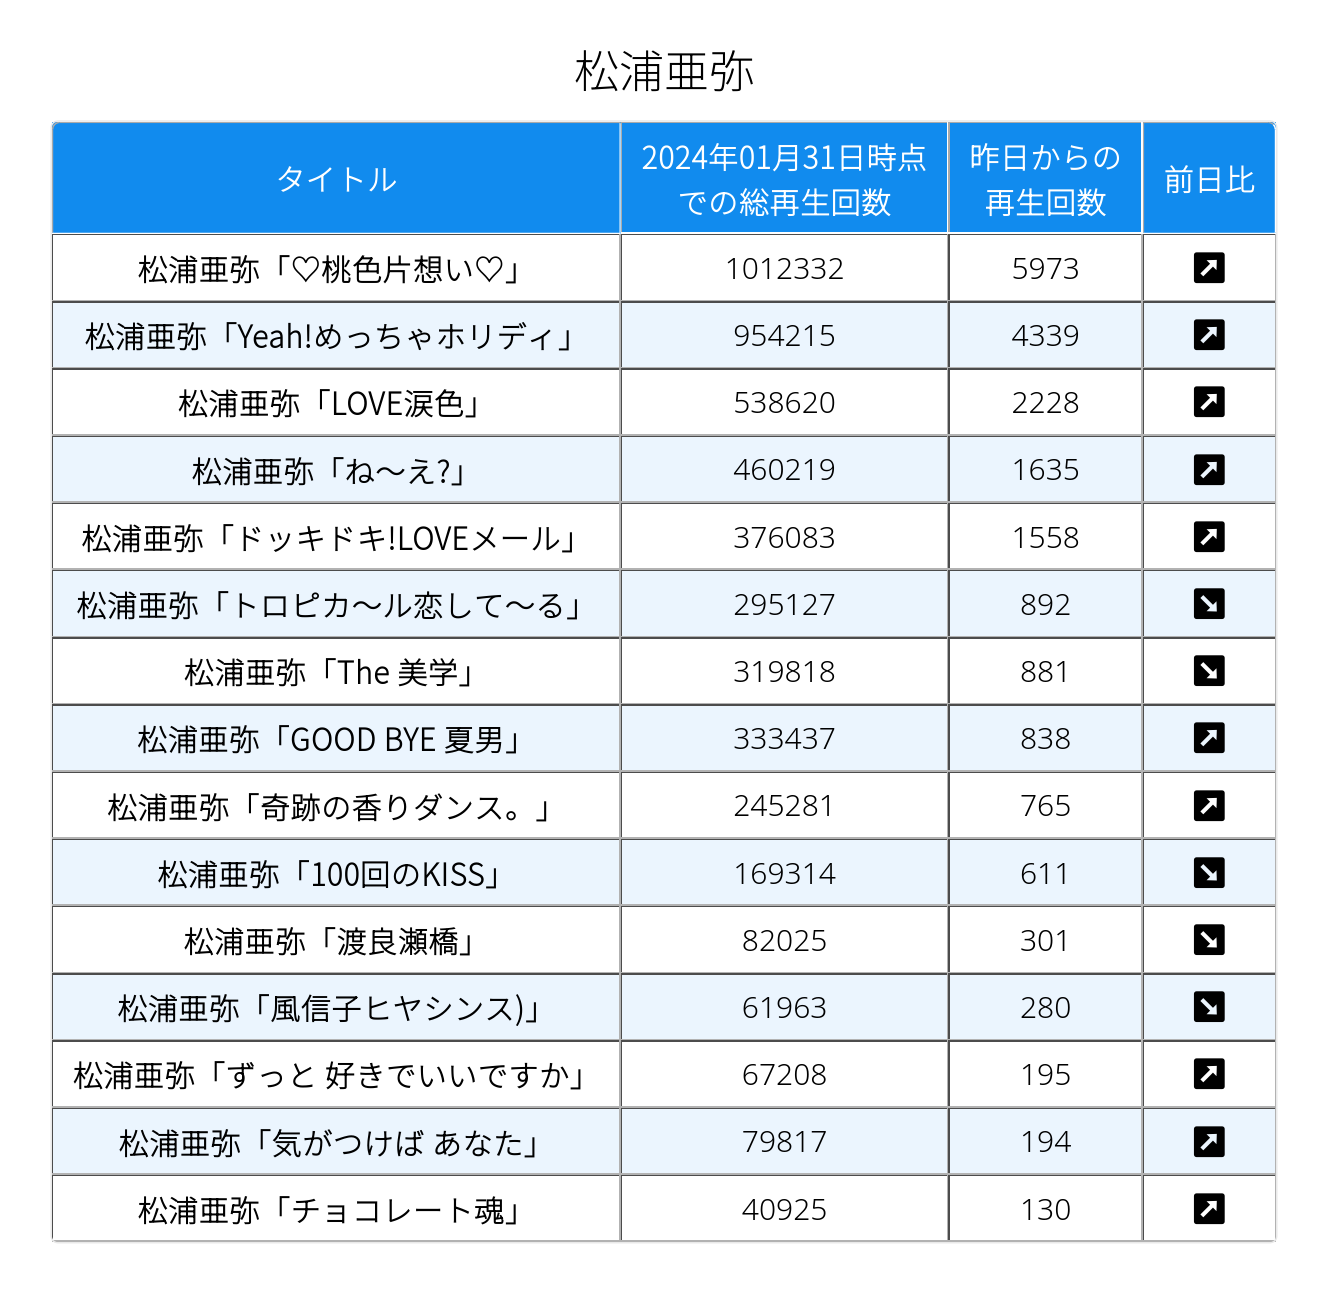 松浦亜弥
タイトル
2024年01月31日時点
での総再生回数
昨日からの
再生回数
前日比
松浦亜弥「♡桃色片想い♡」 1012332 5973 ↗
松浦亜弥「Yeah!めっちゃホリディ」 954215 4339 ↗
松浦亜弥「LOVE涙色」 538620 2228 ↗
松浦亜弥「ね〜え?」 460219 1635 ↗
松浦亜弥「ドッキドキ!LOVEメール」 376083 1558 ↗
松浦亜弥「トロピカ〜ル恋して〜る」 295127 892 ↘
松浦亜弥「The 美学」 319818 881 ↘
松浦亜弥「GOOD BYE 夏男」 333437 838 ↗
松浦亜弥「奇跡の香りダンス。」 245281 765 ↗
松浦亜弥「100回のKISS」 169314 611 ↘
松浦亜弥「渡良瀬橋」 82025 301 ↘
松浦亜弥「風信子ヒヤシンス)」 61963 280 ↘
松浦亜弥「ずっと 好きでいいですか」 67208 195 ↗
松浦亜弥「気がつけば あなた」 79817 194 ↗
松浦亜弥「チョコレート魂」 40925 130 ↗